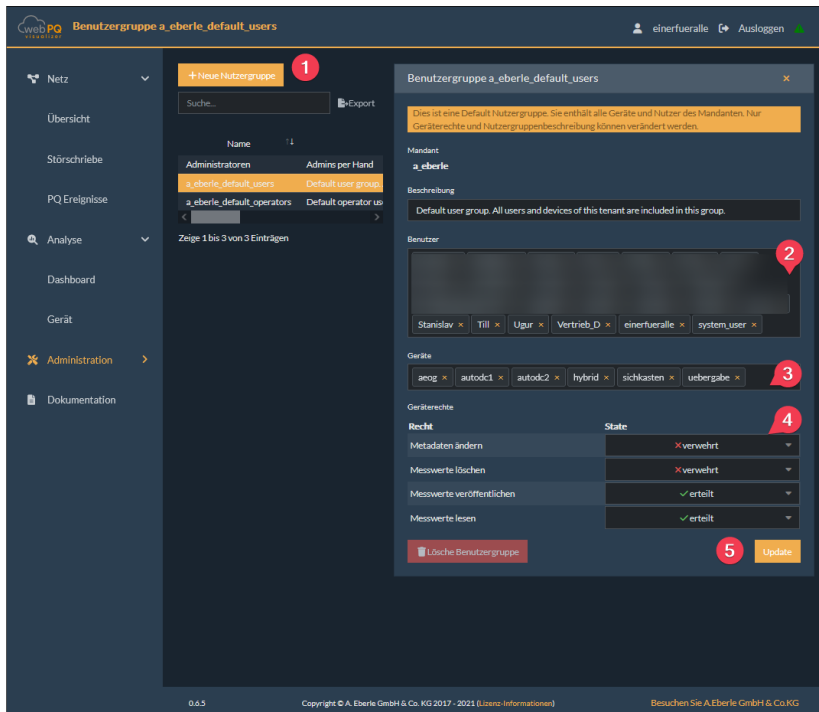 webPQ
visualizer
Benutzergruppe a_eberle_default_users
einerfueralle
Ausloggen
Netz
Übersicht
Störschriebe
PQ Ereignisse
Analyse
Dashboard
Gerät
Administration
Dokumentation
+ Neue Nutzergruppe
1
Suche...
Export
Name
Administratoren Admins per Hand
a_eberle_default_users Default user group.
a_eberle_default_operators Default operator us
Zeige 1 bis 3 von 3 Einträgen
Benutzergruppe a_eberle_default_users ×
Dies ist eine Default Nutzergruppe. Sie enthält alle Geräte und Nutzer des Mandanten. Nur
Geräterechte und Nutzergruppenbeschreibung können verändert werden.
Mandant
a_eberle
Beschreibung
Default user group. All users and devices of this tenant are included in this group.
Benutzer
2
Stanislav × Till × Ugur × Vertrieb_D × einerfueralle × system_user ×
Geräte
aeog × autodc1 × autodc2 × hybrid × sichkasten × uebergabe ×
3
Geräterechte
4
Recht State
Metadaten ändern ×verwehrt
Messwerte löschen ×verwehrt
Messwerte veröffentlichen ✓erteilt
Messwerte lesen ✓erteilt
Lösche Benutzergruppe
5
Update
0.6.5
Copyright © A. Eberle GmbH & Co. KG 2017 - 2021 (Lizenz-Informationen)
Besuchen Sie A.Eberle GmbH & Co.KG